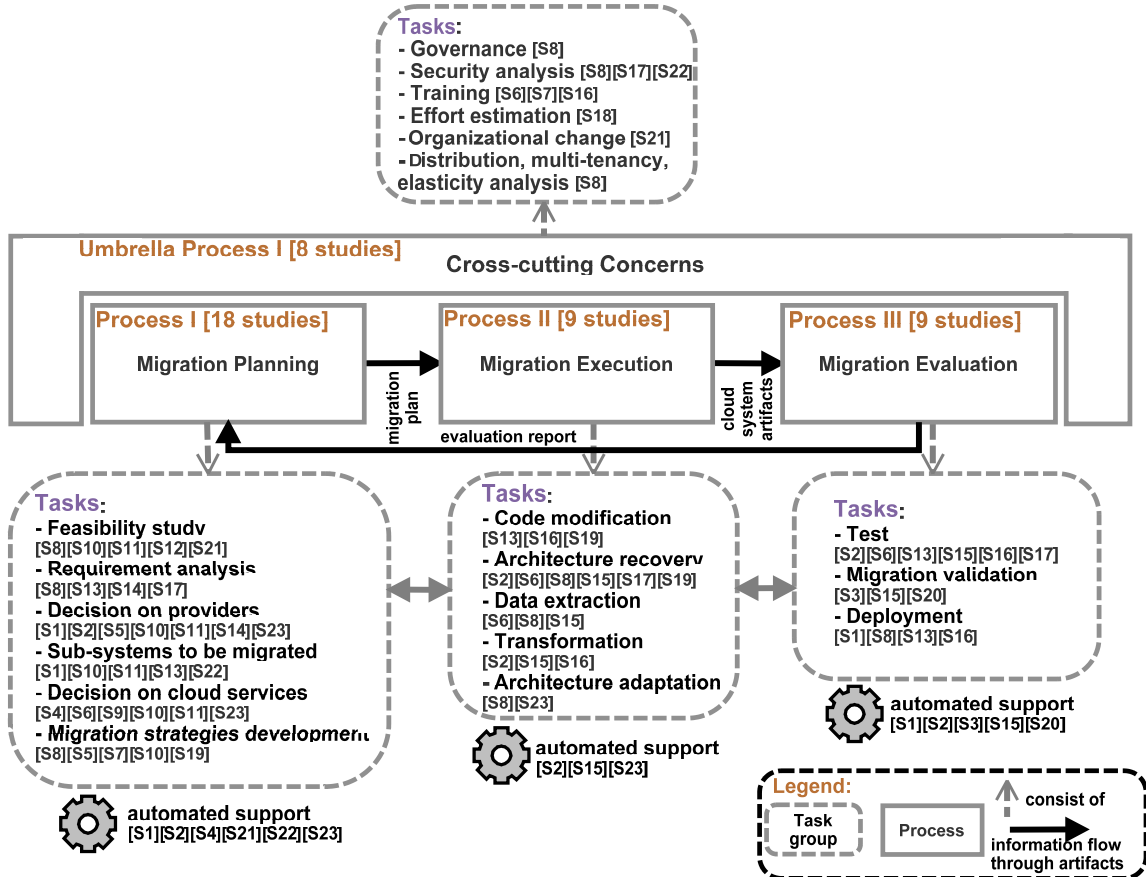 Tasks:
- Governance [S8]
- Security analysis [S8][S17][S22]
- Training [S6][S7][S16]
- Effort estimation [S18]
- Organizational change [S21]
- Distribution, multi-tenancy,
elasticity analysis [S8]
Umbrella Process I [8 studies]
Cross-cutting Concerns
Process I [18 studies]
Migration Planning
migration
plan
Process II [9 studies]
Migration Execution
cloud
system
artifacts
Process III [9 studies]
Migration Evaluation
evaluation report
Tasks:
- Feasibility study
[S8][S10][S11][S12][S21]
- Requirement analysis
[S8][S13][S14][S17]
- Decision on providers
[S1][S2][S5][S10][S11][S14][S23]
- Sub-systems to be migrated
[S1][S10][S11][S13][S22]
- Decision on cloud services
[S4][S6][S9][S10][S11][S23]
- Migration strategies development
[S8][S5][S7][S10][S19]
automated support
[S1][S2][S4][S21][S22][S23]
Tasks:
- Code modification
[S13][S16][S19]
- Architecture recovery
[S2][S6][S8][S15][S17][S19]
- Data extraction
[S6][S8][S15]
- Transformation
[S2][S15][S16]
- Architecture adaptation
[S8][S23]
automated support
[S2][S15][S23]
Tasks:
- Test
[S2][S6][S13][S15][S16][S17]
- Migration validation
[S3][S15][S20]
- Deployment
[S1][S8][S13][S16]
automated support
[S1][S2][S3][S15][S20]
Legend:
Task
group
Process
consist of
information flow
through artifacts